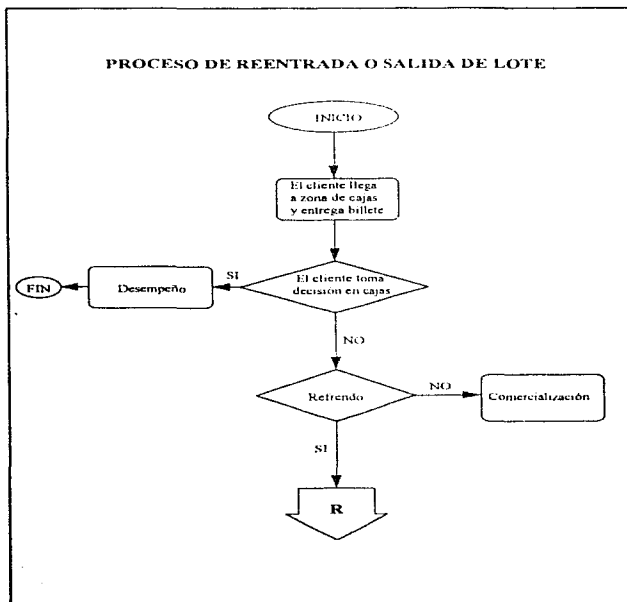 PROCESO DE REENTRADA O SALIDA DE LOTE
INICIO
El cliente llega
a zona de cajas
y entrega billete
El cliente toma
decisión en cajas
SI
Desempeño
FIN
NO
Refrendo
NO
Comercialización
SI
R